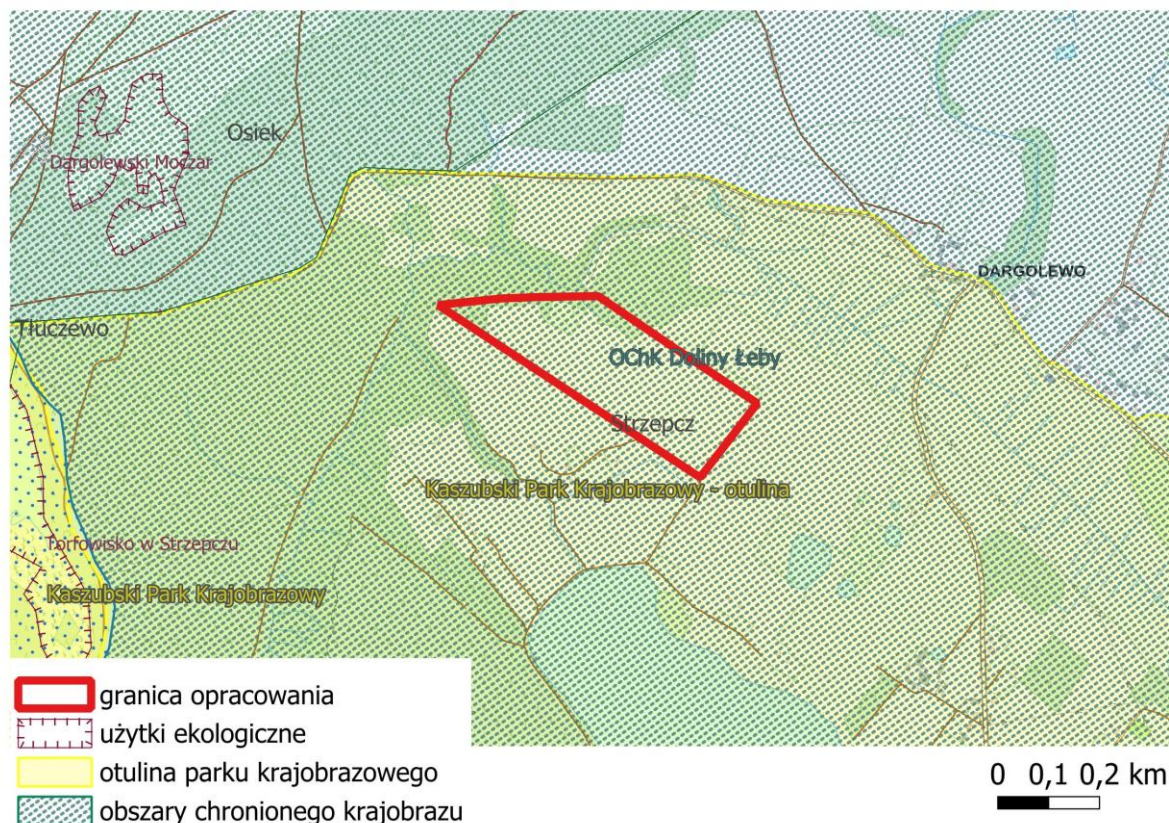 Osiek
Dargolewski Moczar
DARGOLEWO
Tłuczewo
OChK Doliny Łeby
Strzepcz
Kaszubski Park Krajobrazowy - otulina
Torfowisko w Strzepczu
Kaszubski Park Krajobrazowy
granica opracowania
użytki ekologiczne
otulina parku krajobrazowego
obszary chronionego krajobrazu
0 0,1 0,2 km